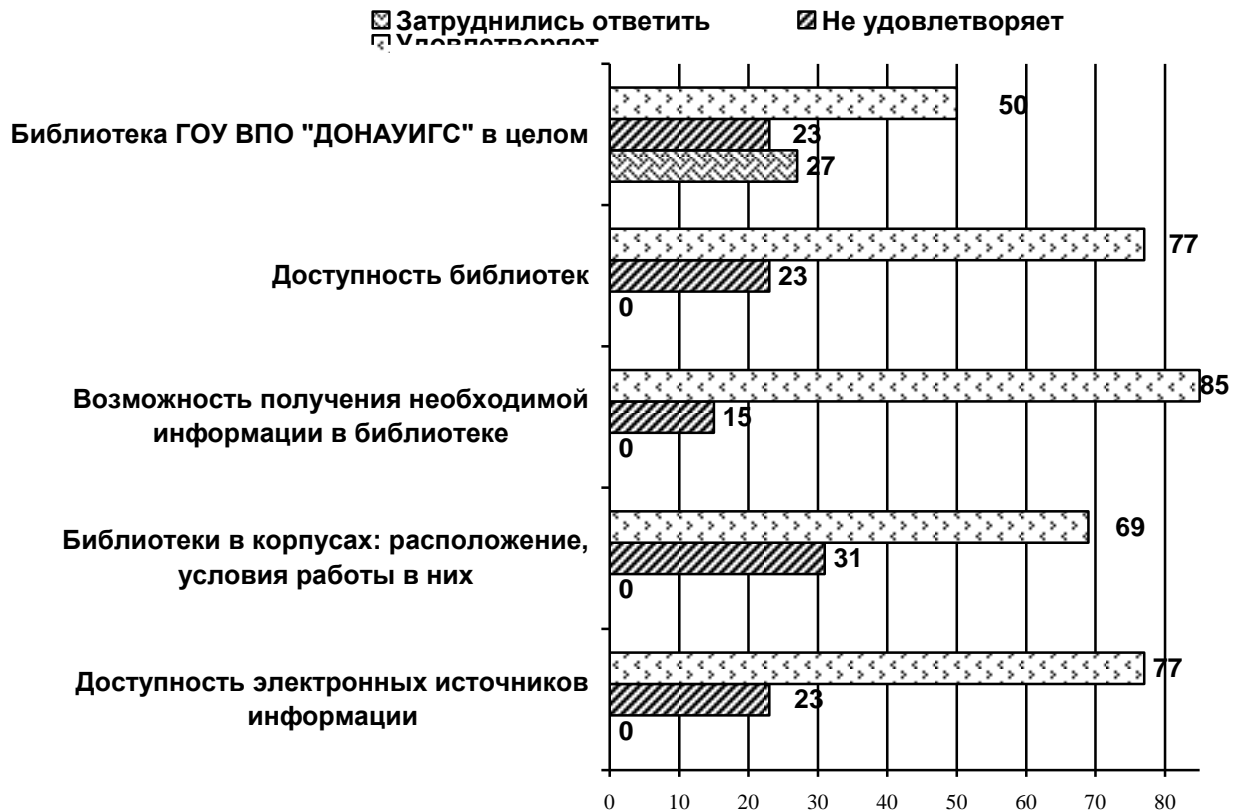 Затруднились ответить Не удовлетворяет
Удовлетворяет
50
Библиотека ГОУ ВПО "ДОНАУИГС" в целом 23
27
77
Доступность библиотек 23
0
85
Возможность получения необходимой 15
информации в библиотеке
0
69
Библиотеки в корпусах: расположение,
условия работы в них 31
0
77
Доступность электронных источников
информации 23
0
0 10 20 30 40 50 60 70 80